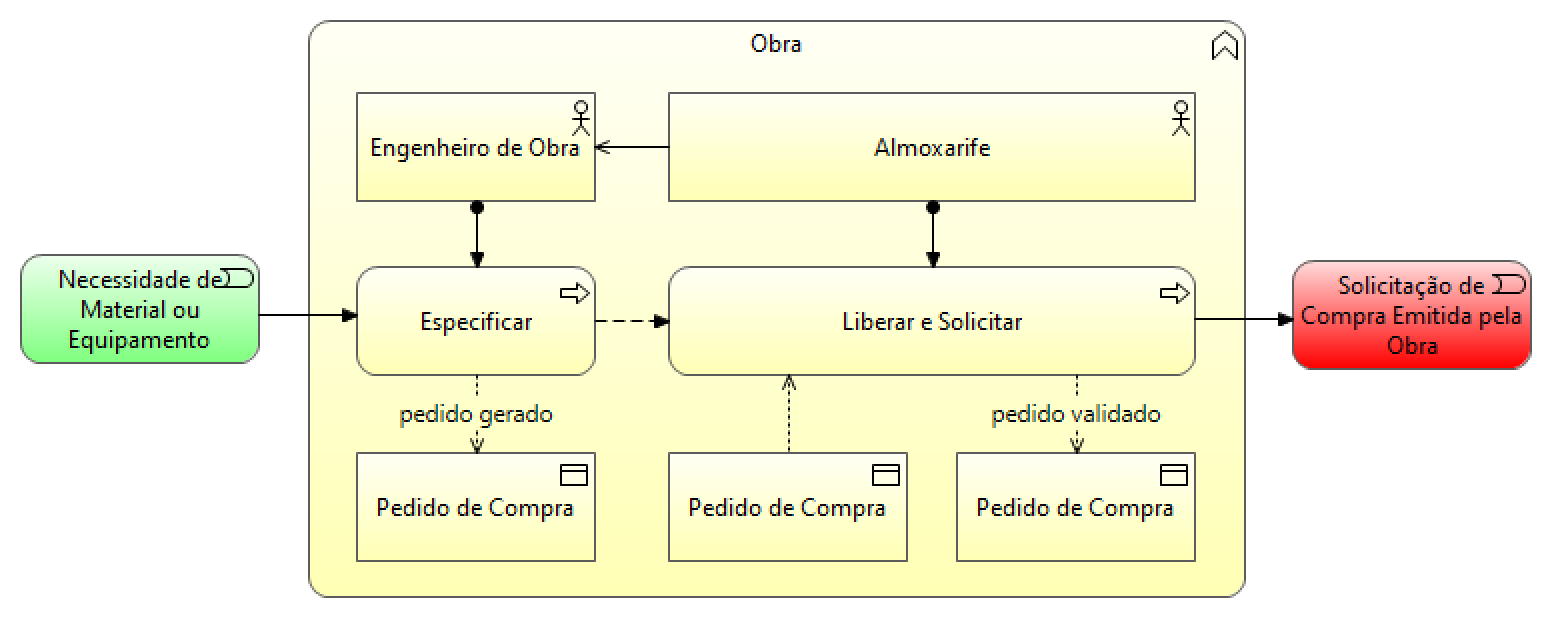 Obra
Engenheiro de Obra
Almoxarife
Necessidade de
Material ou
Equipamento
Especificar
Liberar e Solicitar
Solicitação de
Compra Emitida pela
Obra
pedido gerado
pedido validado
Pedido de Compra
Pedido de Compra
Pedido de Compra